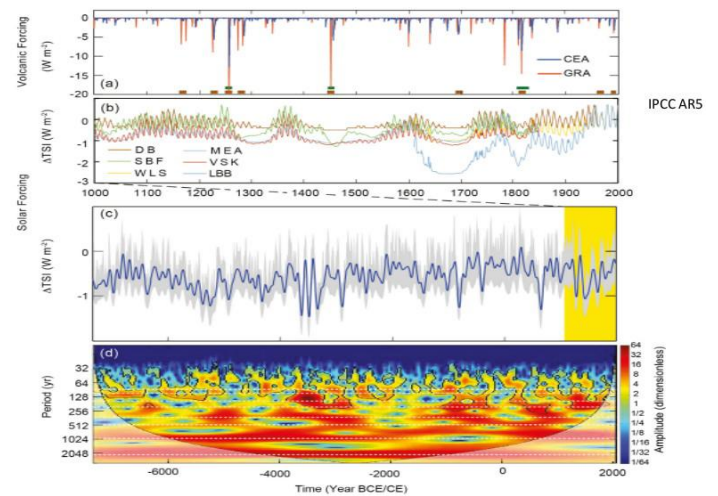 Volcanic Forcing
(W m-2)
0
-5
-10
-15
-20
(a)
CEA
GRA
IPCC AR5
Solar Forcing
ΔTSI (W m-2)
0
-1
-2
-3
(b)
DB
SBF
WLS
MEA
VSK
LBB
1000 1100 1200 1300 1400 1500 1600 1700 1800 1900 2000
ΔTSI (W m-2)
(c)
0
-1
Period (yr)
(d)
32
64
128
256
512
1024
2048
64
32
16
8
4
2
1
1/2
1/4
1/8
1/16
1/32
1/64
Amplitude (dimensionless)
-6000 -4000 -2000 0 2000
Time (Year BCE/CE)